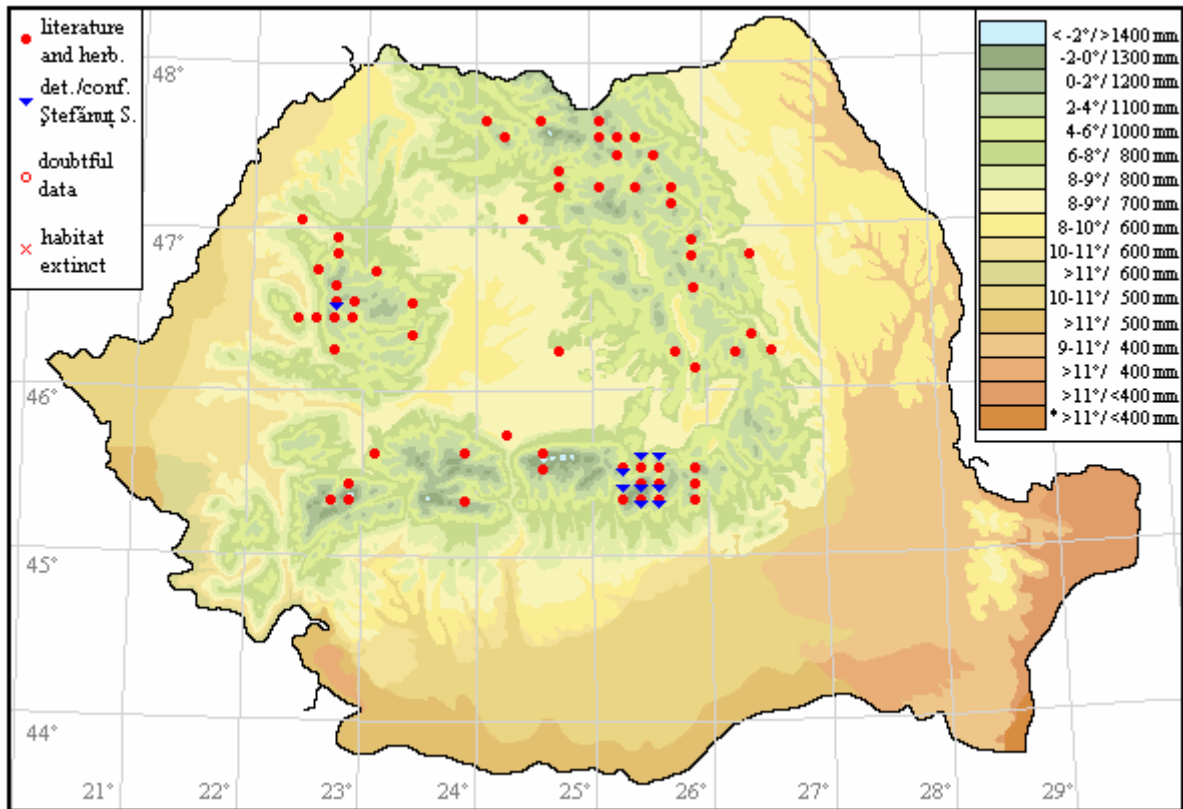 literature
and herb.
det./conf.
Ștefănuț S.
doubtful
data
habitat
extinct
< -2°/>1400 mm
-2-0°/ 1300 mm
0-2°/ 1200 mm
2-4°/ 1100 mm
4-6°/ 1000 mm
6-8°/ 800 mm
8-9°/ 800 mm
8-9°/ 700 mm
8-10°/ 600 mm
10-11°/ 600 mm
>11°/ 600 mm
10-11°/ 500 mm
>11°/ 500 mm
9-11°/ 400 mm
>11°/ 400 mm
>11°/<400 mm
* >11°/<400 mm
48°
47°
46°
45°
44°
21° 22° 23° 24° 25° 26° 27° 28° 29°